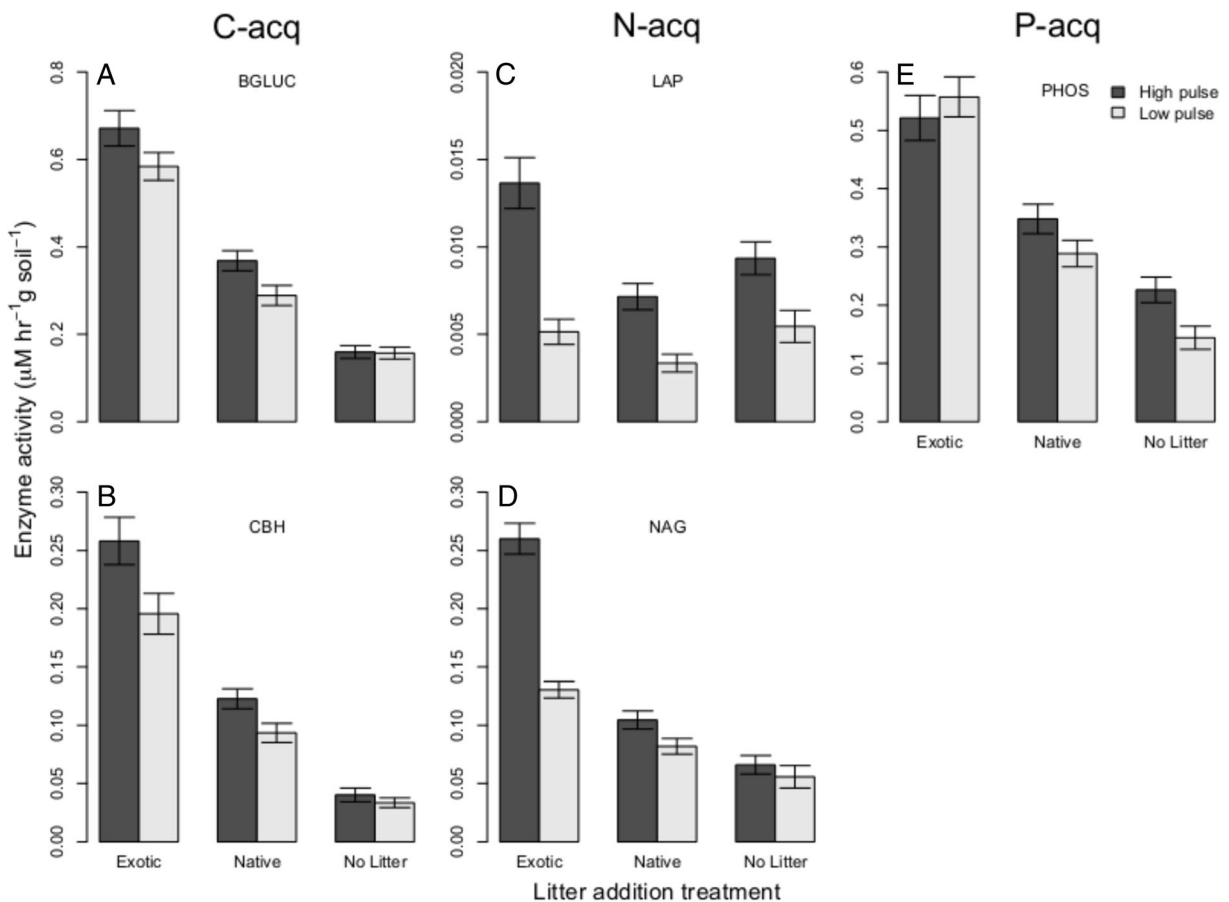 C-acq
N-acq
P-acq
Enzyme activity (μM hr⁻¹g soil⁻¹)
A
BGLUC
0.8
0.6
0.4
0.2
0.0
C
LAP
0.020
0.015
0.010
0.005
0.000
E
PHOS
High pulse
Low pulse
0.6
0.5
0.4
0.3
0.2
0.1
0.0
Exotic Native No Litter
B
CBH
0.30
0.25
0.20
0.15
0.10
0.05
0.00
Exotic Native No Litter
D
NAG
0.30
0.25
0.20
0.15
0.10
0.05
0.00
Exotic Native No Litter
Litter addition treatment